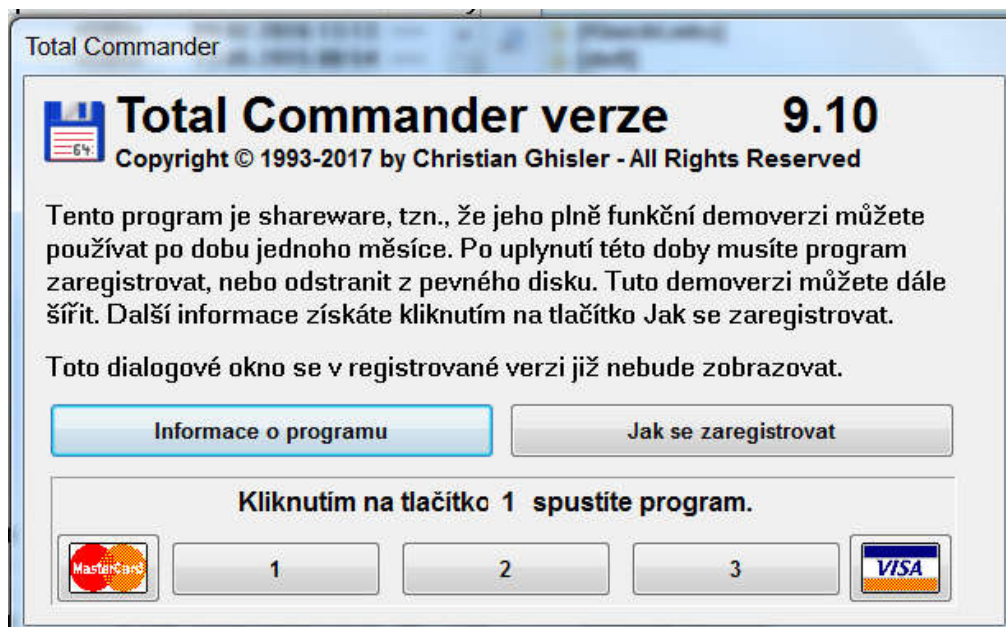 Total Commander
Total Commander verze 9.10
64:
Copyright © 1993-2017 by Christian Ghisler - All Rights Reserved
Tento program je shareware, tzn., že jeho plně funkční demoverzi můžete
používat po dobu jednoho měsíce. Po uplynutí této doby musíte program
zaregistrovat, nebo odstranit z pevného disku. Tuto demoverzi můžete dále
šířit. Další informace získáte kliknutím na tlačítko Jak se zaregistrovat.
Toto dialogové okno se v registrované verzi již nebude zobrazovat.
Informace o programu Jak se zaregistrovat
Kliknutím na tlačítko 1 spustíte program.
MasterCard 1 2 3 VISA